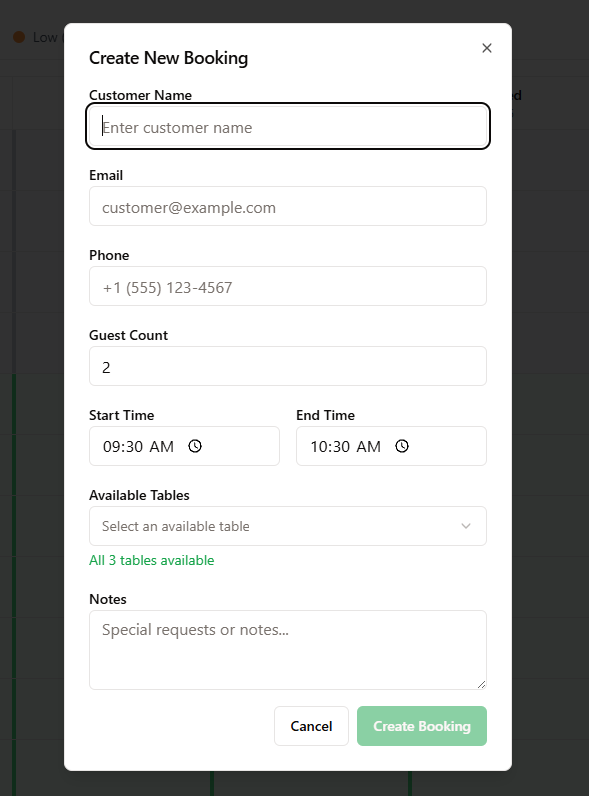 Low
Create New Booking
Customer Name
Enter customer name
Email
customer@example.com
Phone
+1 (555) 123-4567
Guest Count
2
Start Time
End Time
09:30 AM
10:30 AM
Available Tables
Select an available table
All 3 tables available
Notes
Special requests or notes...
Cancel
Create Booking